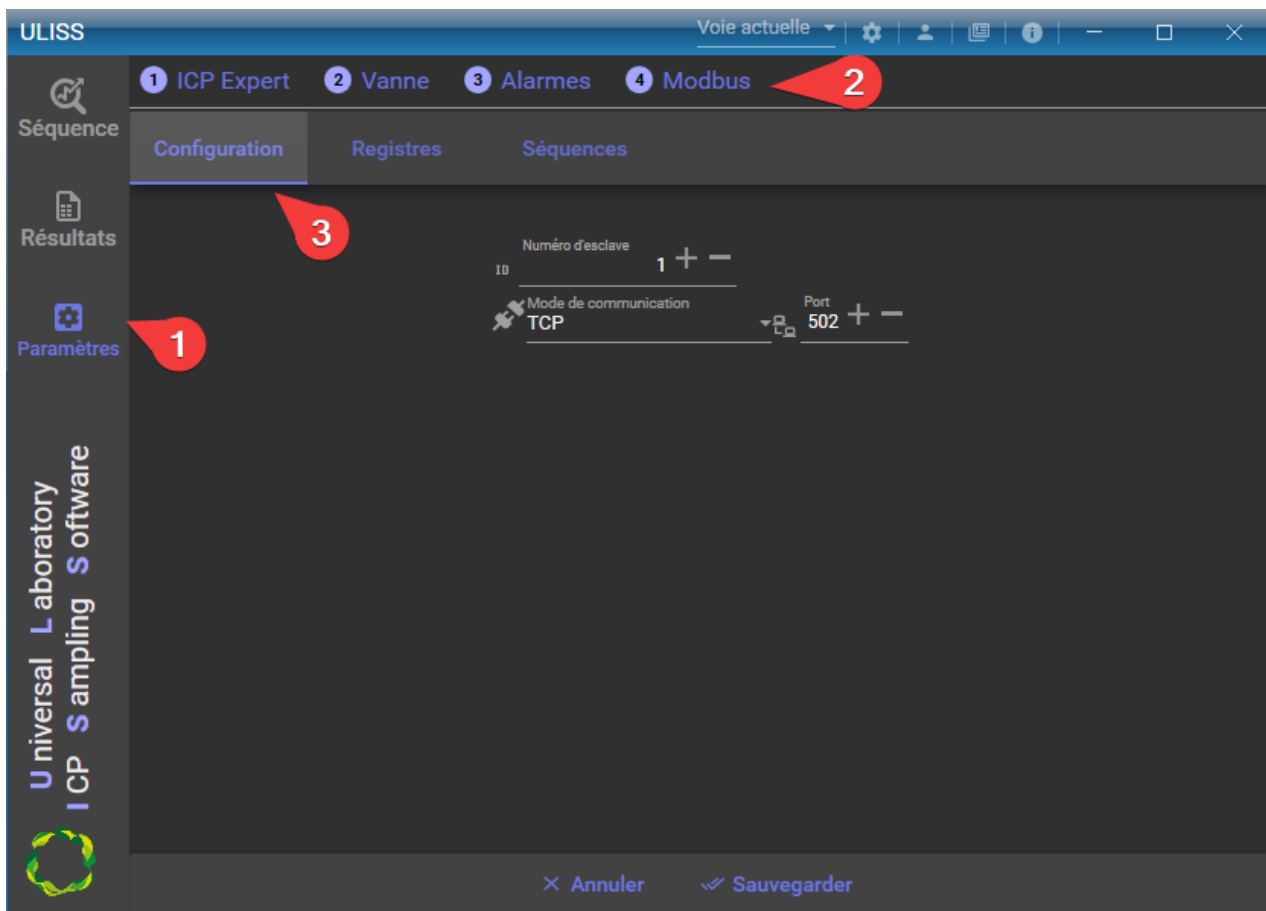 ULISS
Voie actuelle
1 ICP Expert 2 Vanne 3 Alarmes 4 Modbus
2
Séquence
Configuration Registres Séquences
3
Résultats
Numéro d'esclave
ID 1
Mode de communication Port
TCP 502
Paramètres
1
Universal Laboratory
ICP Sampling Software
Annuler Sauvegarder